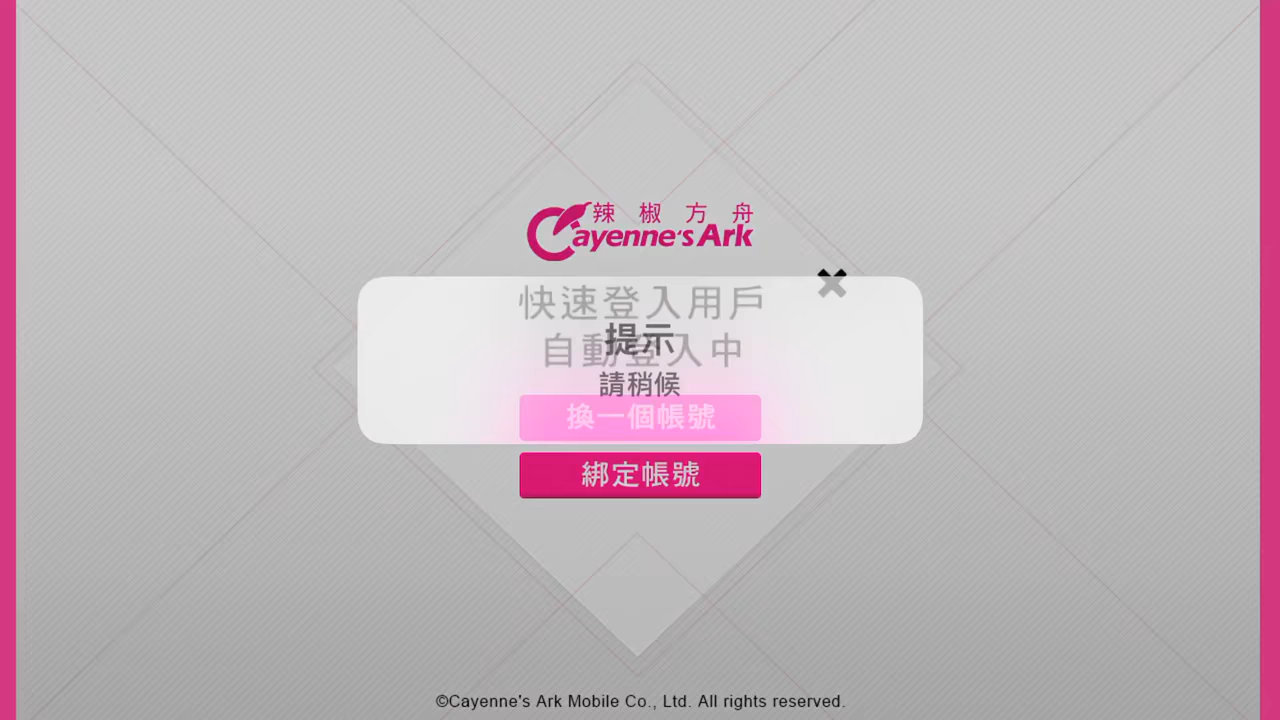 辣椒方舟
Cayenne's Ark
快速登入用戶
提示
自動登入中
請稍候
換一個帳號
綁定帳號
©Cayenne's Ark Mobile Co., Ltd. All rights reserved.